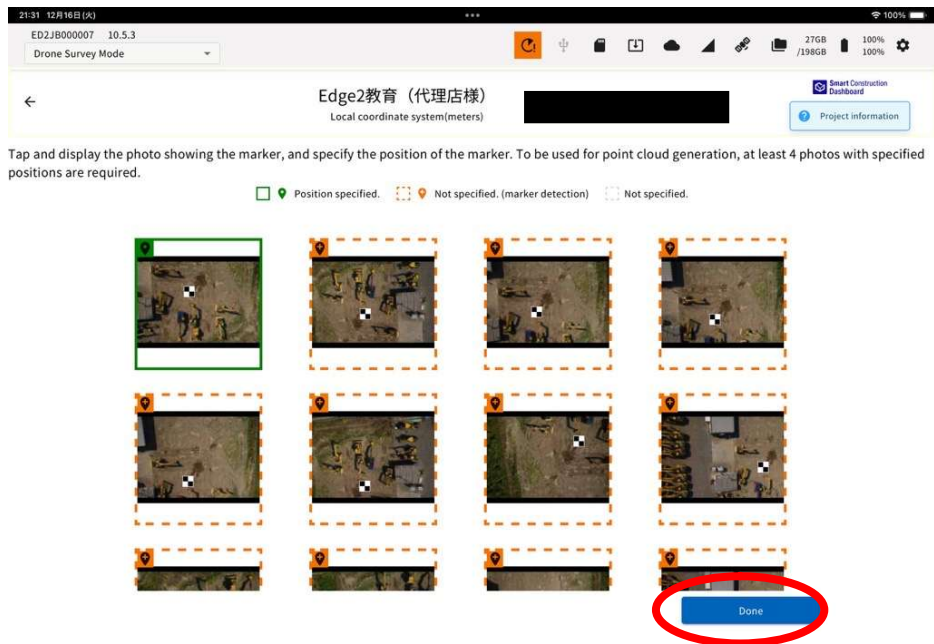 21:31 12月16日(火)
100%
ED2JB000007 10.5.3
Drone Survey Mode
27GB
/198GB
100%
100%
Edge2教育（代理店様）
Local coordinate system(meters)
Smart Construction
Dashboard
Project information
Tap and display the photo showing the marker, and specify the position of the marker. To be used for point cloud generation, at least 4 photos with specified
positions are required.
Position specified. Not specified. (marker detection) Not specified.
Done